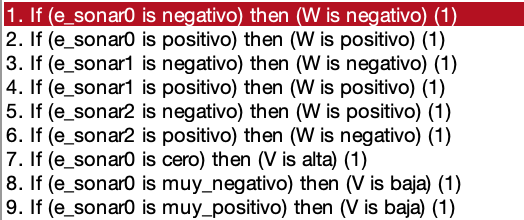 1. If (e_sonar0 is negativo) then (W is negativo) (1)
2. If (e_sonar0 is positivo) then (W is positivo) (1)
3. If (e_sonar1 is negativo) then (W is negativo) (1)
4. If (e_sonar1 is positivo) then (W is positivo) (1)
5. If (e_sonar2 is negativo) then (W is positivo) (1)
6. If (e_sonar2 is positivo) then (W is negativo) (1)
7. If (e_sonar0 is cero) then (V is alta) (1)
8. If (e_sonar0 is muy_negativo) then (V is baja) (1)
9. If (e_sonar0 is muy_positivo) then (V is baja) (1)